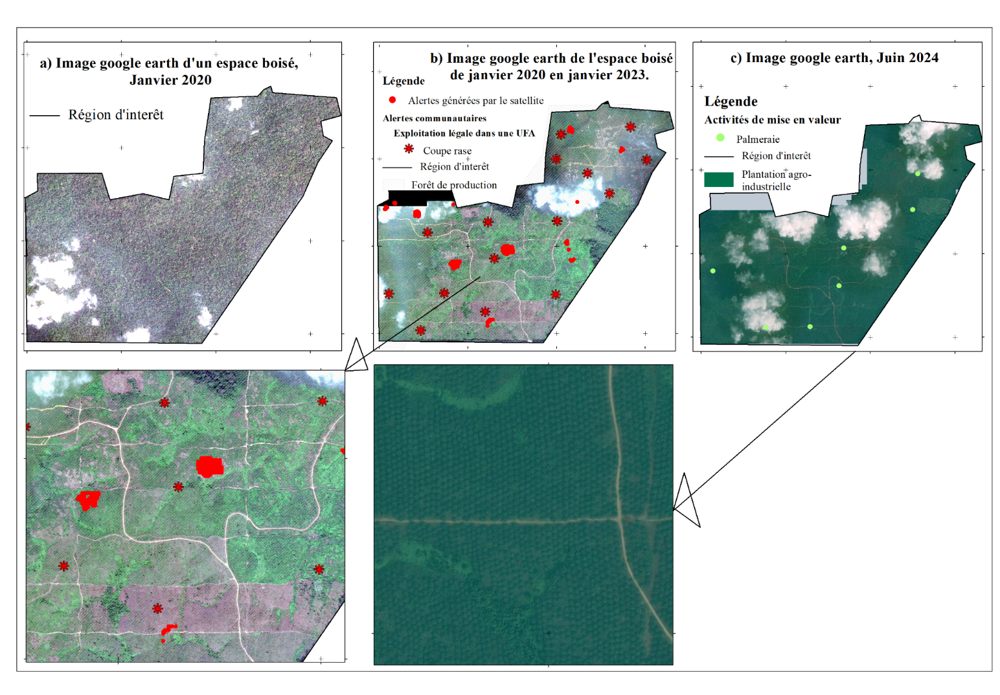 a) Image google earth d'un espace boisé,
Janvier 2020
Région d'interêt
b) Image google earth de l'espace boisé
de janvier 2020 en janvier 2023.
Légende
Alertes générées par le satellite
Alertes communautaires
Exploitation légale dans une UFA
Coupe rase
Région d'interêt
Forêt de production
c) Image google earth, Juin 2024
Légende
Activités de mise en valeur
Palmeraie
Région d'interêt
Plantation agro-
industrielle